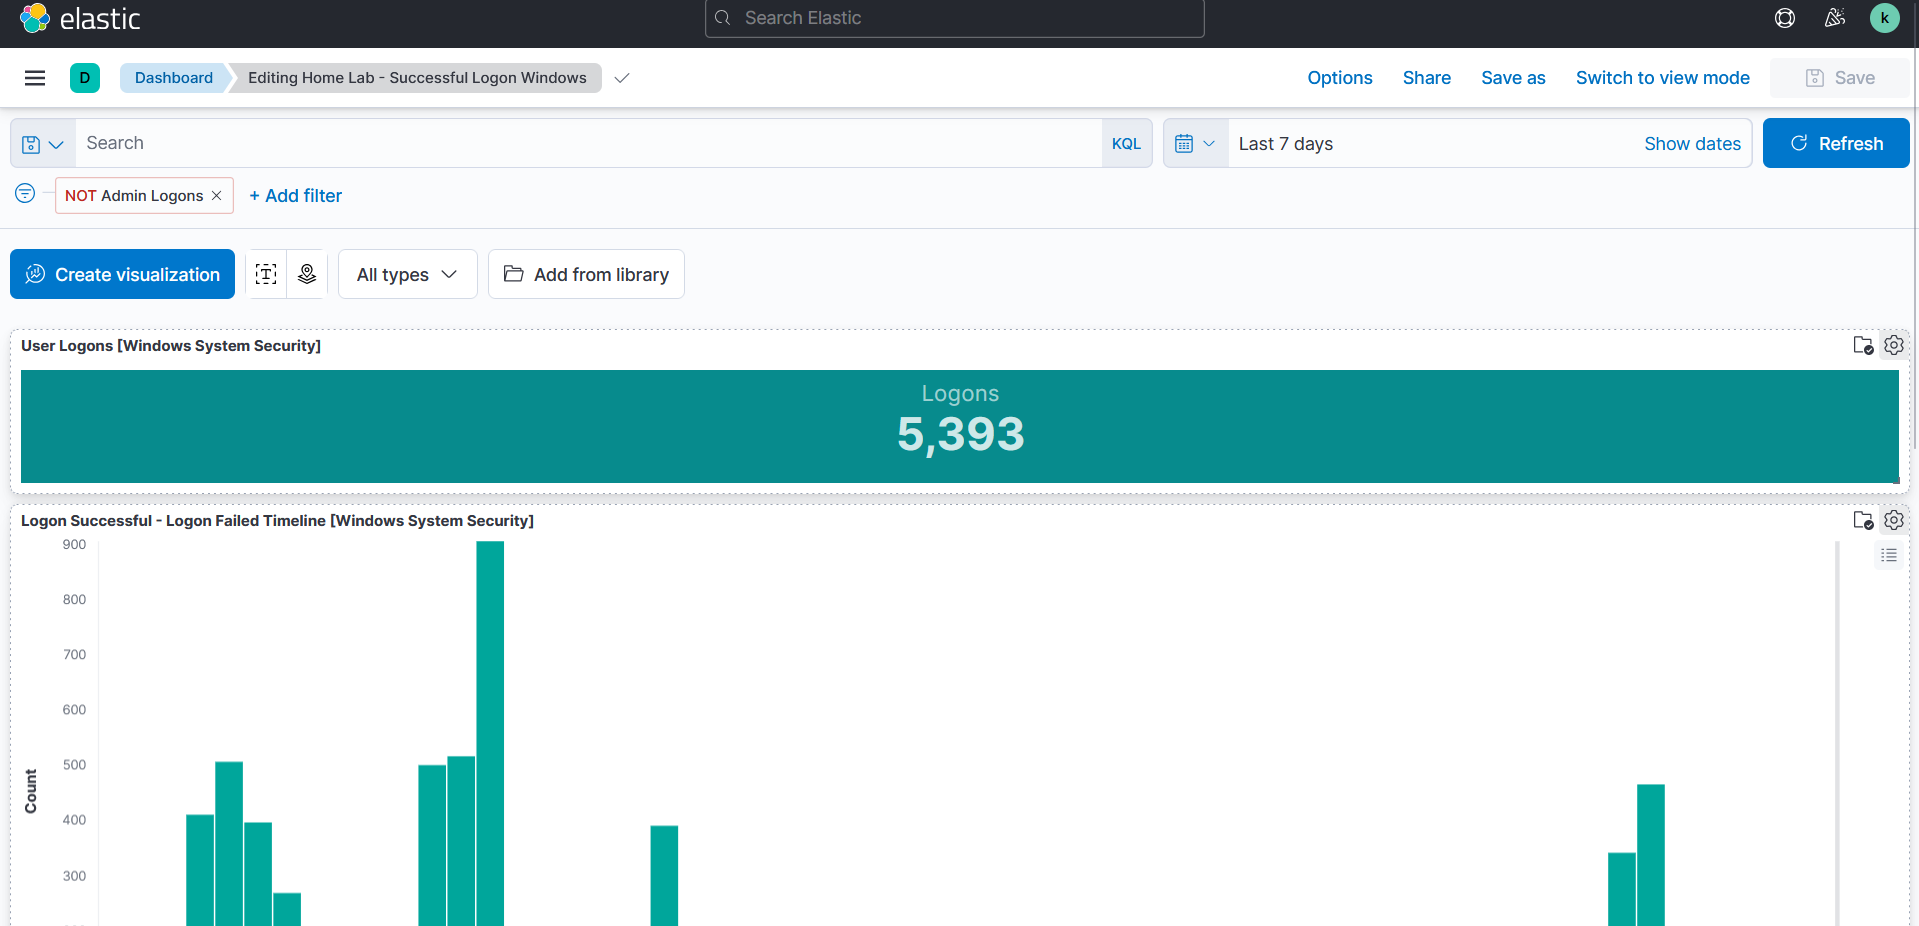 elastic
Search Elastic
k
D
Dashboard
Editing Home Lab - Successful Logon Windows
Options
Share
Save as
Switch to view mode
Save
Search
KQL
Last 7 days
Show dates
Refresh
NOT Admin Logons ×
+ Add filter
Create visualization
T
All types
Add from library
User Logons [Windows System Security]
Logons
5,393
Logon Successful - Logon Failed Timeline [Windows System Security]
900
800
700
600
500
400
300
Count